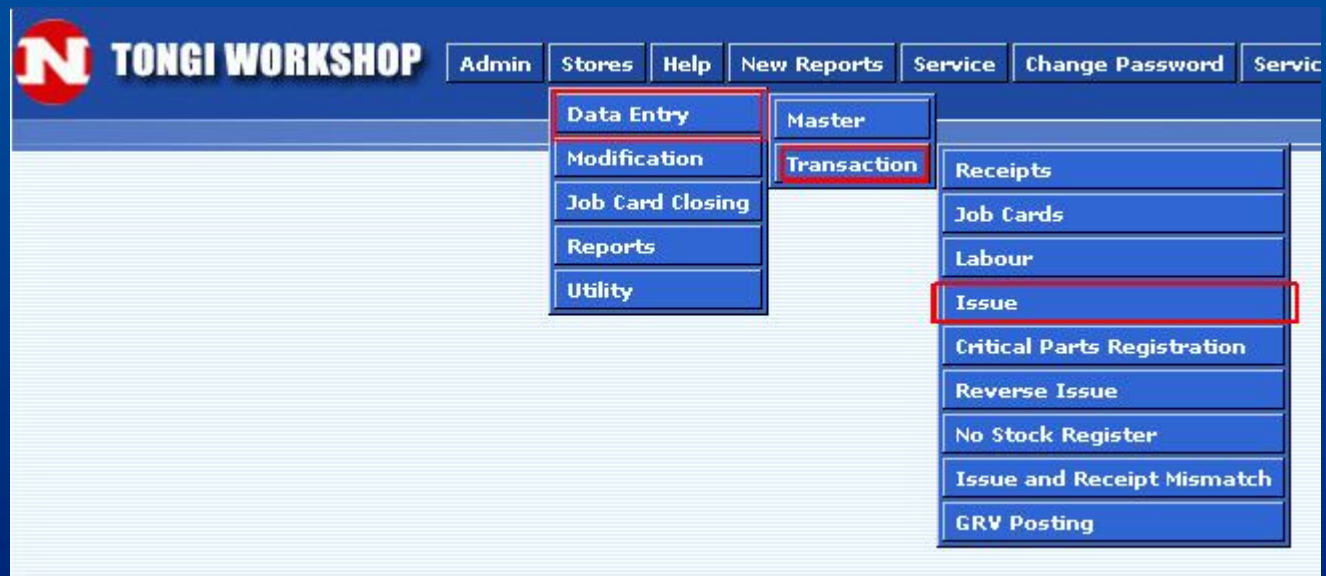 N TONGI WORKSHOP Admin Stores Help New Reports Service Change Password Servic
Data Entry
Modification
Job Card Closing
Reports
Utility
Master
Transaction
Receipts
Job Cards
Labour
Issue
Critical Parts Registration
Reverse Issue
No Stock Register
Issue and Receipt Mismatch
GRV Posting